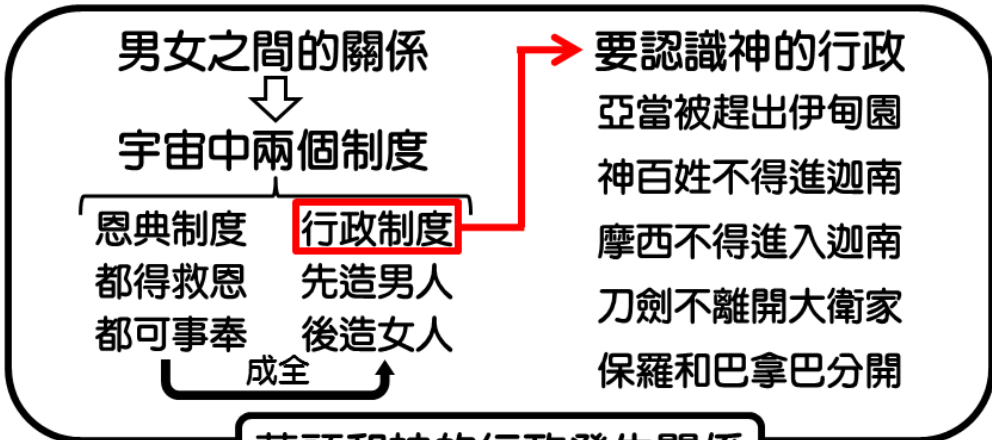 男女之間的關係
宇宙中兩個制度
恩典制度
都得救恩
都可事奉
行政制度
先造男人
後造女人
成全
要認識神的行政
亞當被趕出伊甸園
神百姓不得進迦南
摩西不得進入迦南
刀劍不離開大衛家
保羅和巴拿巴分開